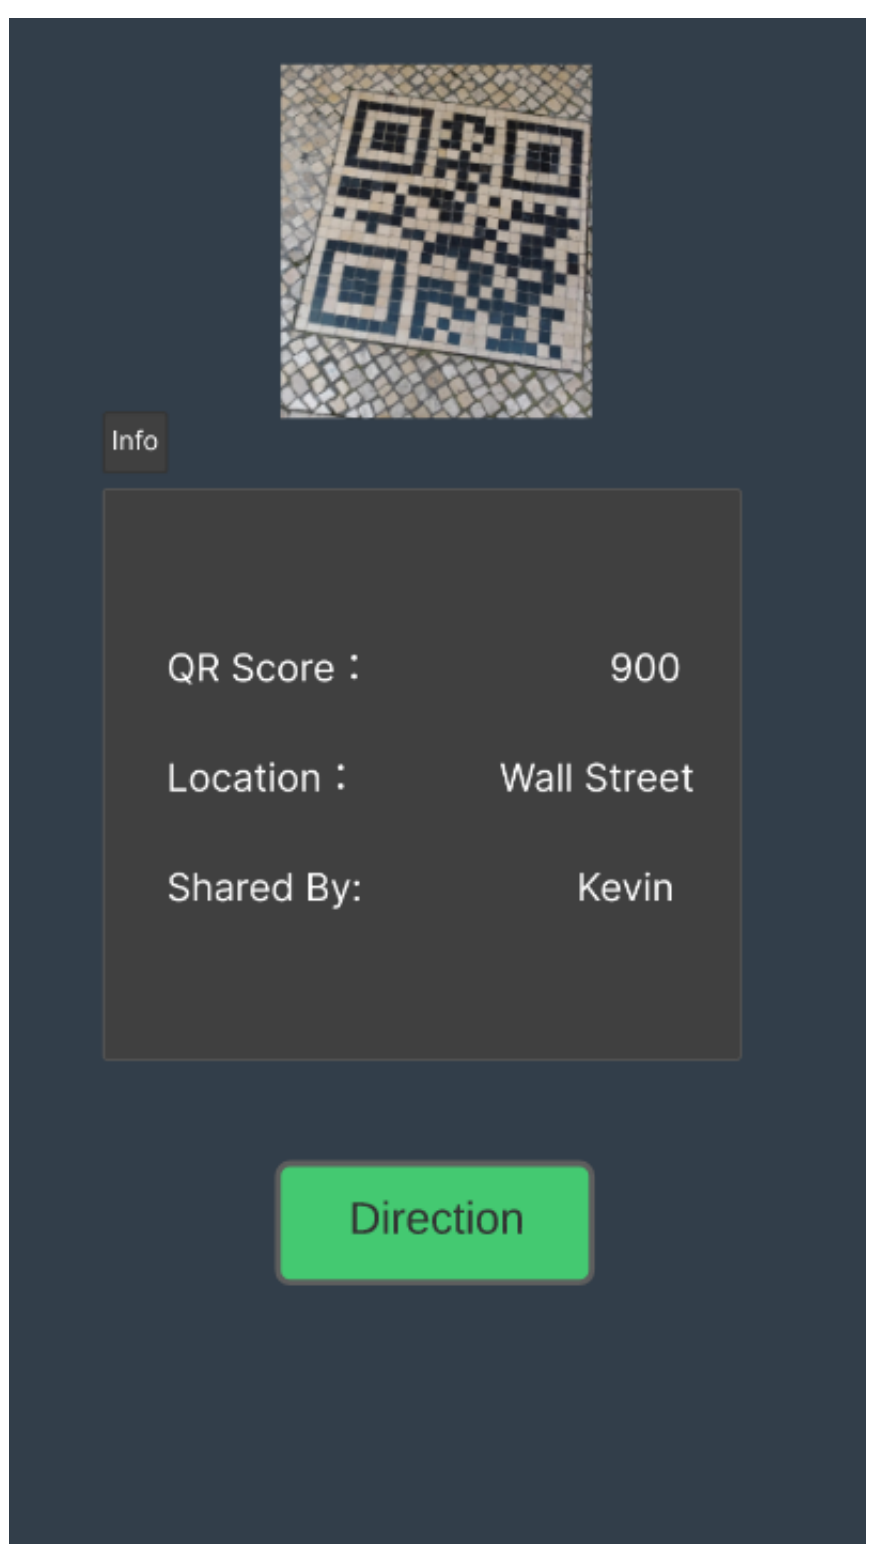 Info
QR Score： 900
Location： Wall Street
Shared By: Kevin
Direction